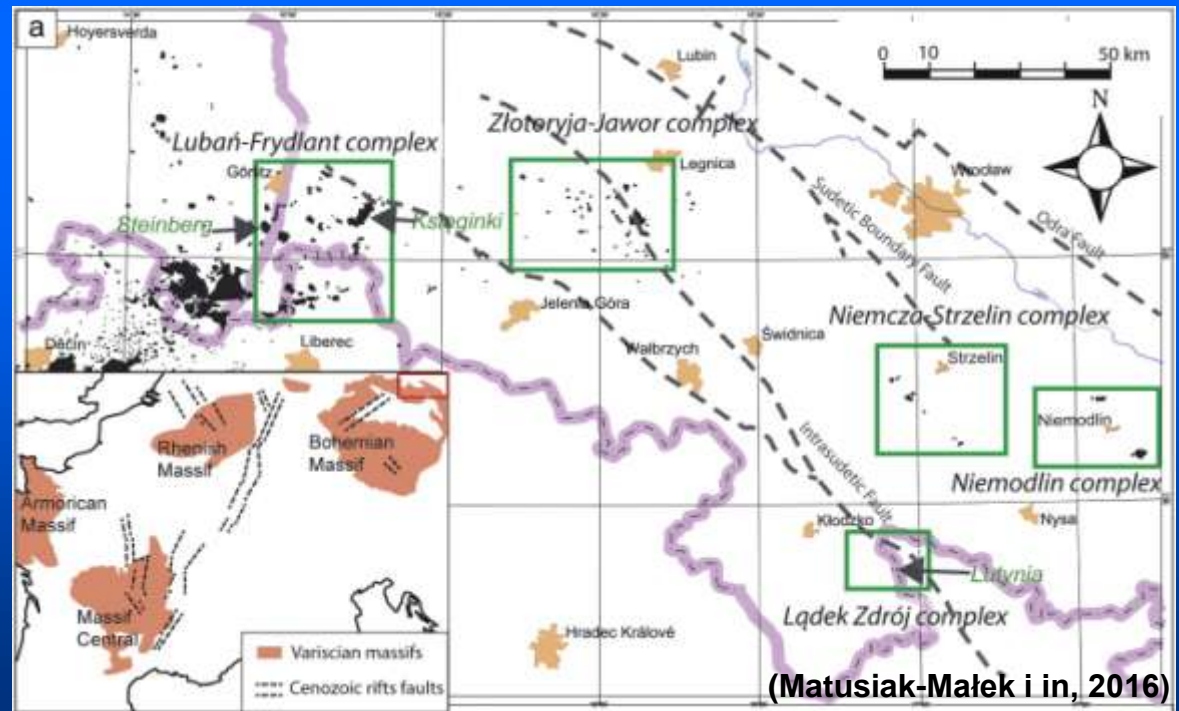 a
Hoyersverda
Lubin
0 10 50 km
N
Lubań-Frydlant complex
Złotoryja-Jawor complex
Görlitz
Legnica
Wrocław
Steinberg
Księginki
Sudetic Boundary Fault
Odra Fault
Jelenia Góra
Niemcza-Strzelin complex
Děčín
Liberec
Wałbrzych
Świdnica
Strzelin
Niemodlin
Rhenish
Massif
Bohemian
Massif
Intrasudetic Fault
Niemodlin complex
Armorican
Massif
Kłodzko
Nysa
Lutynia
Massif
Central
Lądek Zdrój complex
Hradec Králové
Variscian massifs
Cenozoic rifts faults
(Matusiak-Małek i in, 2016)